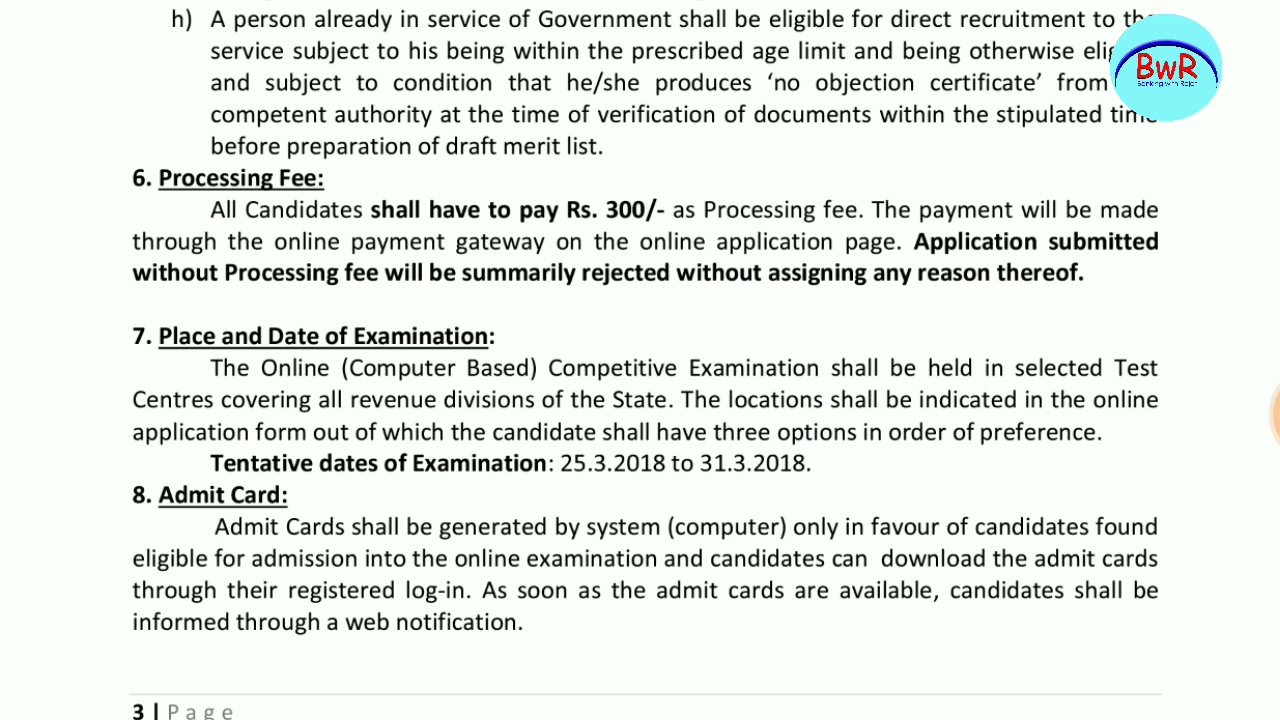 h) A person already in service of Government shall be eligible for direct recruitment to the
service subject to his being within the prescribed age limit and being otherwise elig
and subject to condition that he/she produces ‘no objection certificate’ from
competent authority at the time of verification of documents within the stipulated time
before preparation of draft merit list.
BwR
Banking with Rajat
6. Processing Fee:
All Candidates shall have to pay Rs. 300/- as Processing fee. The payment will be made
through the online payment gateway on the online application page. Application submitted
without Processing fee will be summarily rejected without assigning any reason thereof.
7. Place and Date of Examination:
The Online (Computer Based) Competitive Examination shall be held in selected Test
Centres covering all revenue divisions of the State. The locations shall be indicated in the online
application form out of which the candidate shall have three options in order of preference.
Tentative dates of Examination: 25.3.2018 to 31.3.2018.
8. Admit Card:
Admit Cards shall be generated by system (computer) only in favour of candidates found
eligible for admission into the online examination and candidates can download the admit cards
through their registered log-in. As soon as the admit cards are available, candidates shall be
informed through a web notification.
3 | Page